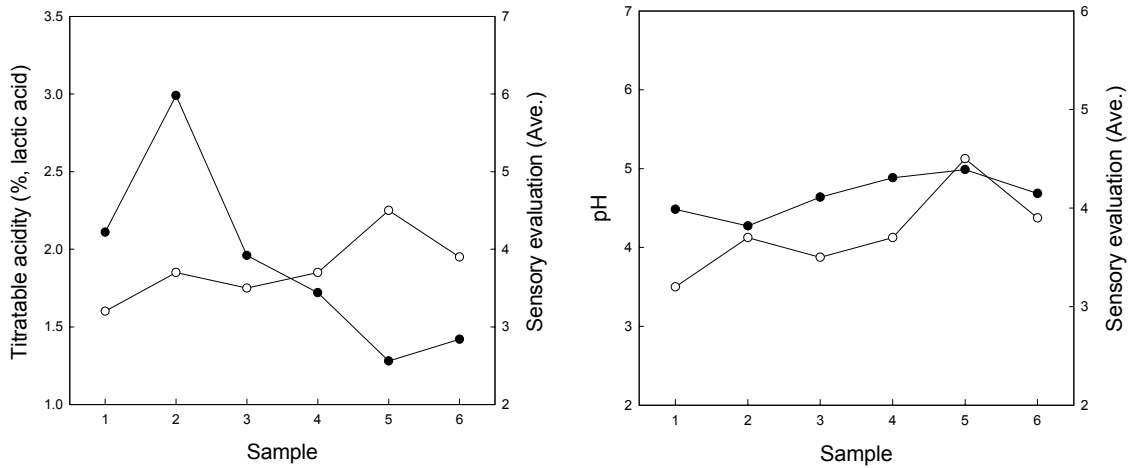 3.5
3.0
2.5
2.0
1.5
1.0
Titratable acidity (%, lactic acid)
7
6
5
4
3
2
Sensory evaluation (Ave.)
1 2 3 4 5 6
Sample
7
6
5
4
3
2
pH
6
5
4
3
2
Sensory evaluation (Ave.)
1 2 3 4 5 6
Sample